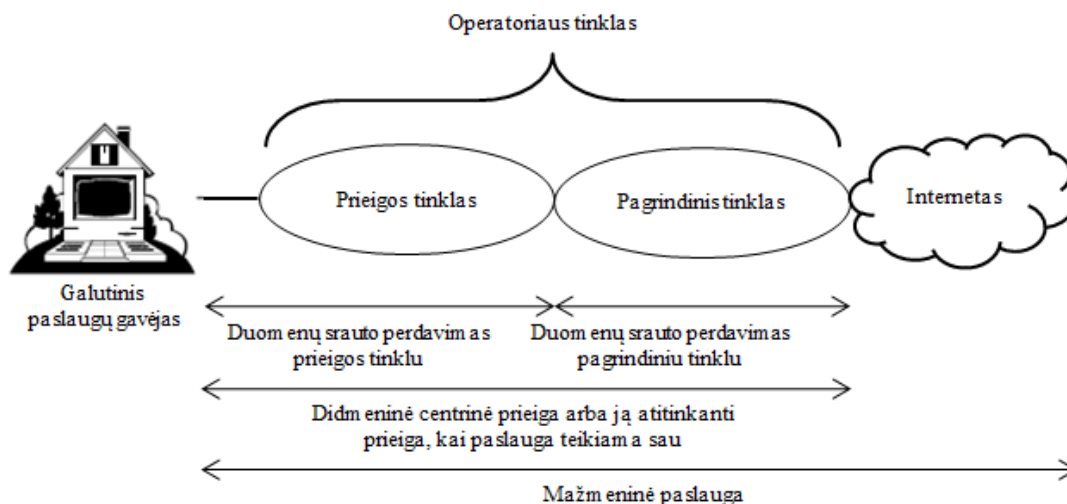 Operatoriaus tinklas
Prieigos tinklas
Pagrindinis tinklas
Internetas
Galutinis
paslaugų gavėjas
Duomenų srauto perdavimas
prieigos tinklu
Duomenų srauto perdavimas
pagrindiniu tinklu
Didmeninė centrinė prieiga arba ją atitinkanti
prieiga, kai paslauga teikiama sau
Mažmeninė paslauga